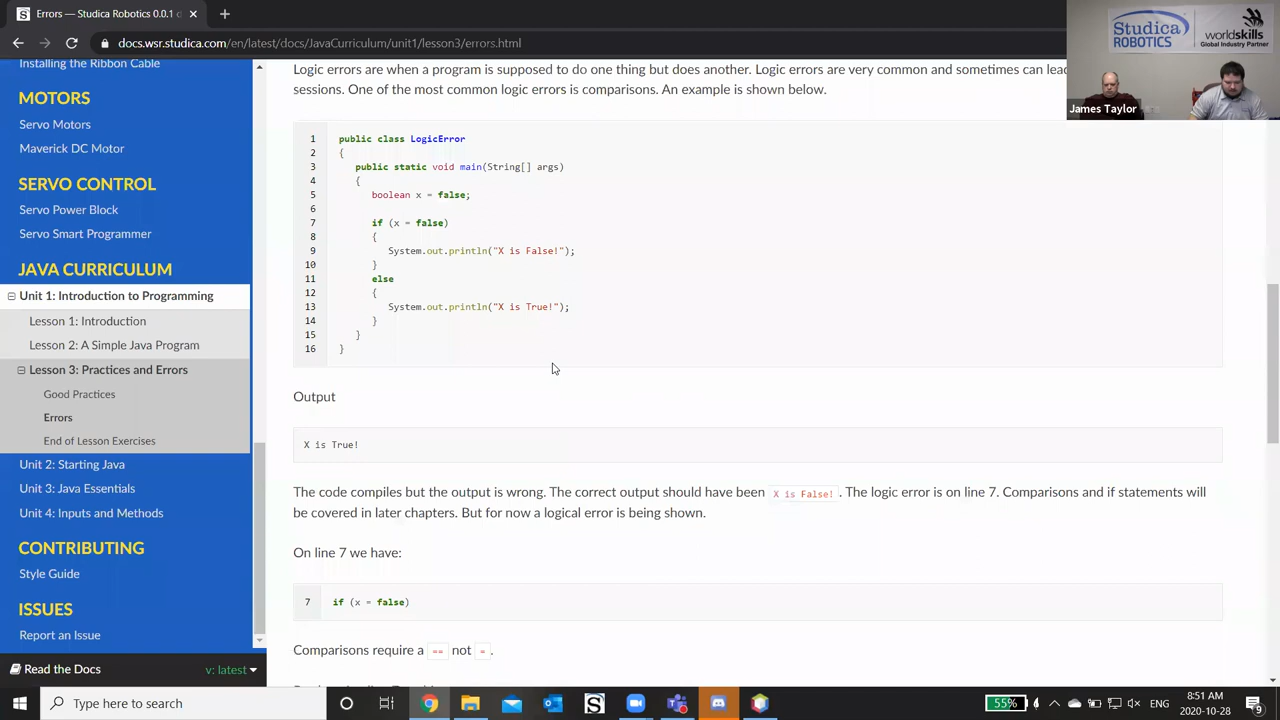 Errors — Studica 0.0.1 d
docs.wsr.studica.com/en/latest/docs/JavaCurriculum/unit1/lesson3/errors.html
Studica
ROBOTICS
worldskills
Global Industry Partner
James Taylor
Installing the Ribbon Cable
MOTORS
Servo Motors
Maverick DC Motor
SERVO CONTROL
Servo Power Block
Servo Smart Programmer
JAVA CURRICULUM
Unit 1: Introduction to Programming
Lesson 1: Introduction
Lesson 2: A Simple Java Program
Lesson 3: Practices and Errors
Good Practices
Errors
End of Lesson Exercises
Unit 2: Starting Java
Unit 3: Java Essentials
Unit 4: Inputs and Methods
CONTRIBUTING
Style Guide
ISSUES
Report an Issue
Read the Docs v: latest
Logic errors are when a program is supposed to do one thing but does another. Logic errors are very common and sometimes can lead
sessions. One of the most common logic errors is comparisons. An example is shown below.
1 public class LogicError
2 {
3 public static void main(String[] args)
4 {
5 boolean x = false;
6
7 if (x = false)
8 {
9 System.out.println("X is False!");
10 }
11 else
12 {
13 System.out.println("X is True!");
14 }
15 }
16 }
Output
X is True!
The code compiles but the output is wrong. The correct output should have been X is False! . The logic error is on line 7. Comparisons and if statements will
be covered in later chapters. But for now a logical error is being shown.
On line 7 we have:
7 if (x = false)
Comparisons require a == not = .
Type here to search
55%
ENG
8:51 AM
2020-10-28
9